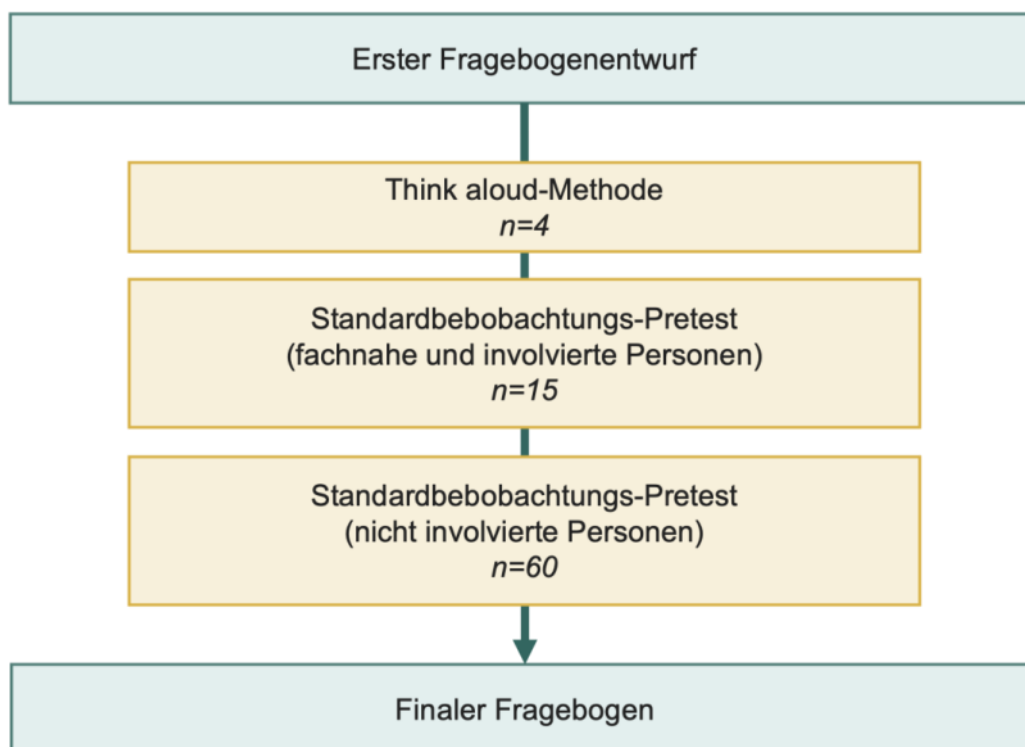 Erster Fragebogenentwurf
Think aloud-Methode
n=4
Standardbebobachtungs-Pretest
(fachnahe und involvierte Personen)
n=15
Standardbebobachtungs-Pretest
(nicht involvierte Personen)
n=60
Finaler Fragebogen